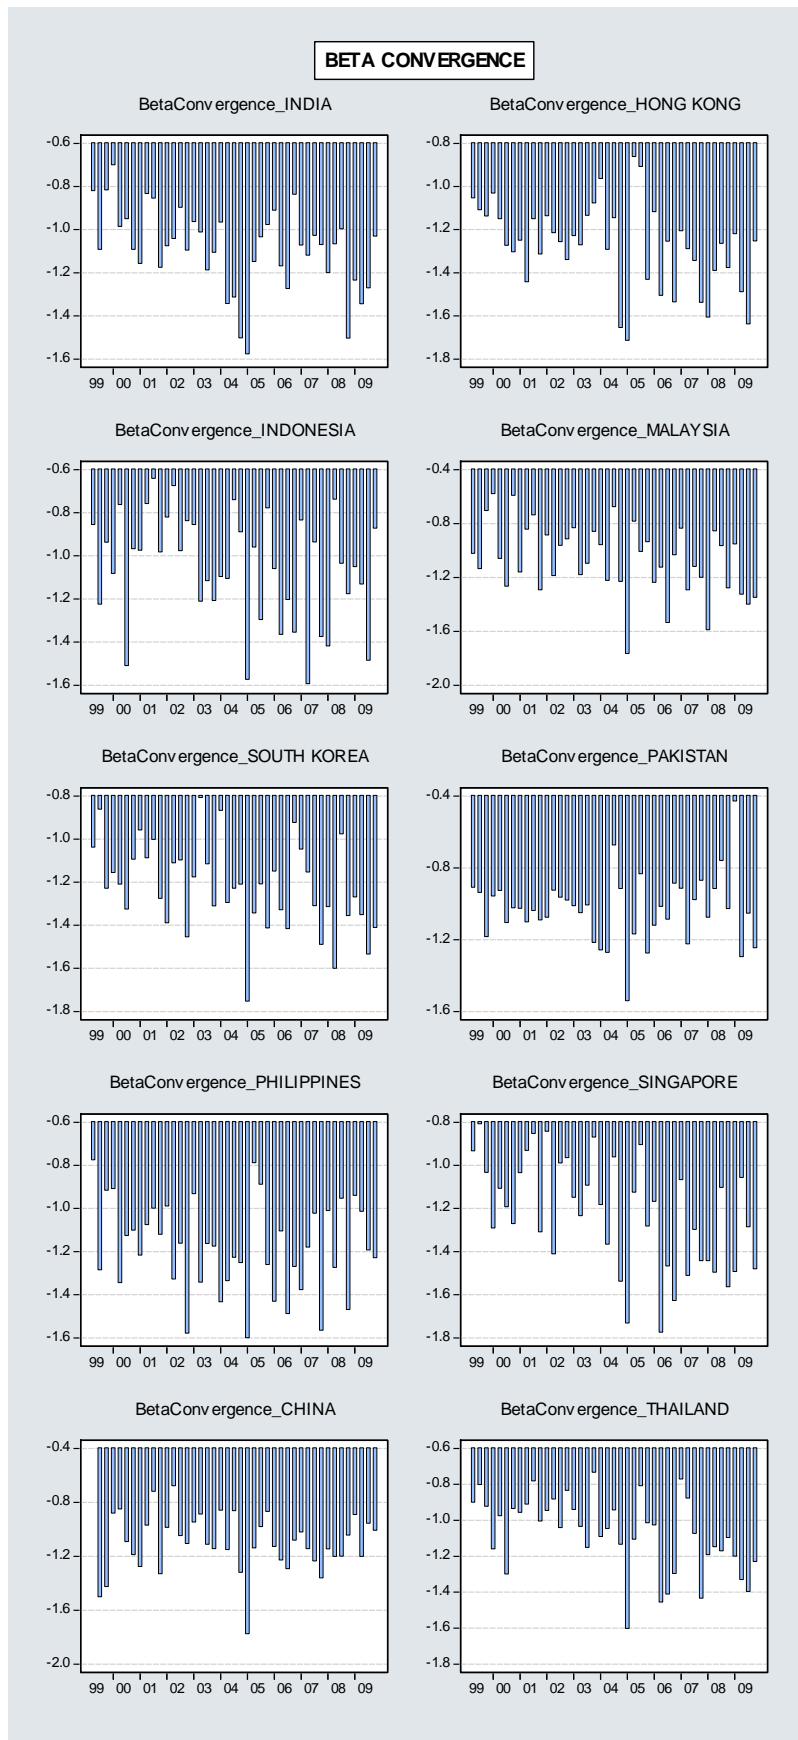 BETA CONVERGENCE
BetaConvergence_INDIA
-0.6
-0.8
-1.0
-1.2
-1.4
-1.6
99 00 01 02 03 04 05 06 07 08 09
BetaConvergence_HONG KONG
-0.8
-1.0
-1.2
-1.4
-1.6
-1.8
99 00 01 02 03 04 05 06 07 08 09
BetaConvergence_INDONESIA
-0.6
-0.8
-1.0
-1.2
-1.4
-1.6
99 00 01 02 03 04 05 06 07 08 09
BetaConvergence_MALAYSIA
-0.4
-0.8
-1.2
-1.6
-2.0
99 00 01 02 03 04 05 06 07 08 09
BetaConvergence_SOUTH KOREA
-0.8
-1.0
-1.2
-1.4
-1.6
-1.8
99 00 01 02 03 04 05 06 07 08 09
BetaConvergence_PAKISTAN
-0.4
-0.8
-1.2
-1.6
99 00 01 02 03 04 05 06 07 08 09
BetaConvergence_PHILIPPINES
-0.6
-0.8
-1.0
-1.2
-1.4
-1.6
99 00 01 02 03 04 05 06 07 08 09
BetaConvergence_SINGAPORE
-0.8
-1.0
-1.2
-1.4
-1.6
-1.8
99 00 01 02 03 04 05 06 07 08 09
BetaConvergence_CHINA
-0.4
-0.8
-1.2
-1.6
-2.0
99 00 01 02 03 04 05 06 07 08 09
BetaConvergence_THAILAND
-0.6
-0.8
-1.0
-1.2
-1.4
-1.6
-1.8
99 00 01 02 03 04 05 06 07 08 09